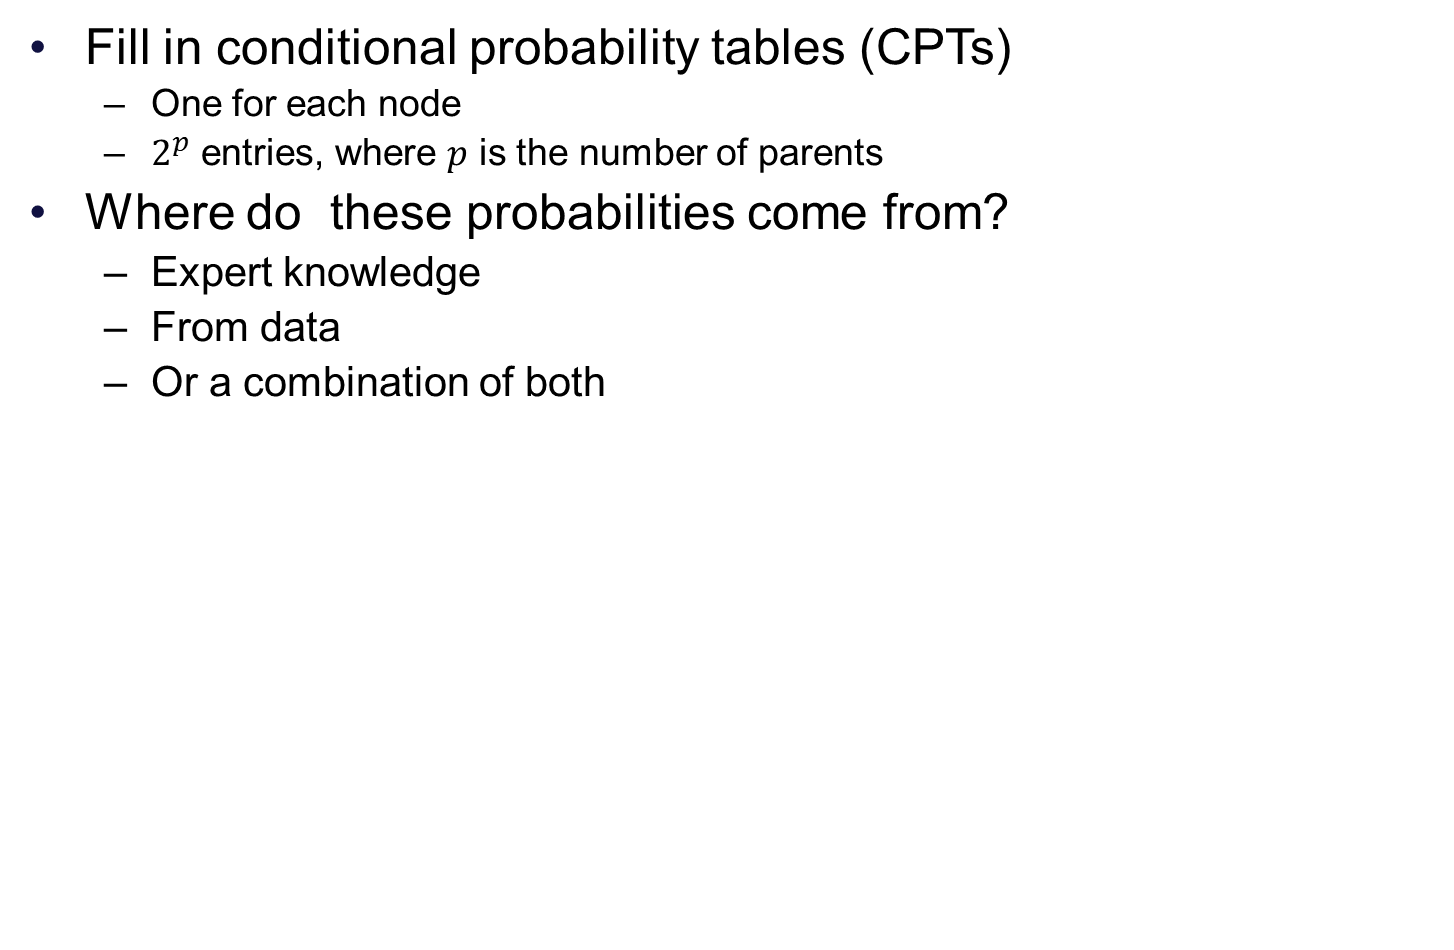 • Fill in conditional probability tables (CPTs)
– One for each node
– 2^p entries, where p is the number of parents
• Where do  these probabilities come from?
– Expert knowledge
– From data
– Or a combination of both